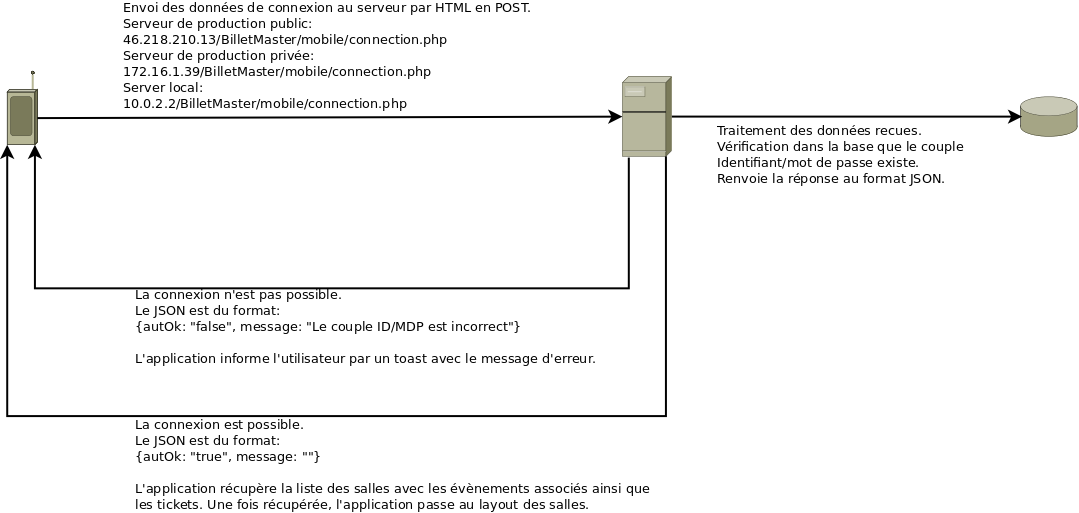 Envoi des données de connexion au serveur par HTML en POST.
Serveur de production public:
46.218.210.13/BilletMaster/mobile/connection.php
Serveur de production privée:
172.16.1.39/BilletMaster/mobile/connection.php
Server local:
10.0.2.2/BilletMaster/mobile/connection.php
Traitement des données recues.
Vérification dans la base que le couple
Identifiant/mot de passe existe.
Renvoie la réponse au format JSON.
La connexion n'est pas possible.
Le JSON est du format:
{autOk: "false", message: "Le couple ID/MDP est incorrect"}
L'application informe l'utilisateur par un toast avec le message d'erreur.
La connexion est possible.
Le JSON est du format:
{autOk: "true", message: ""}
L'application récupère la liste des salles avec les évènements associés ainsi que
les tickets. Une fois récupérée, l'application passe au layout des salles.